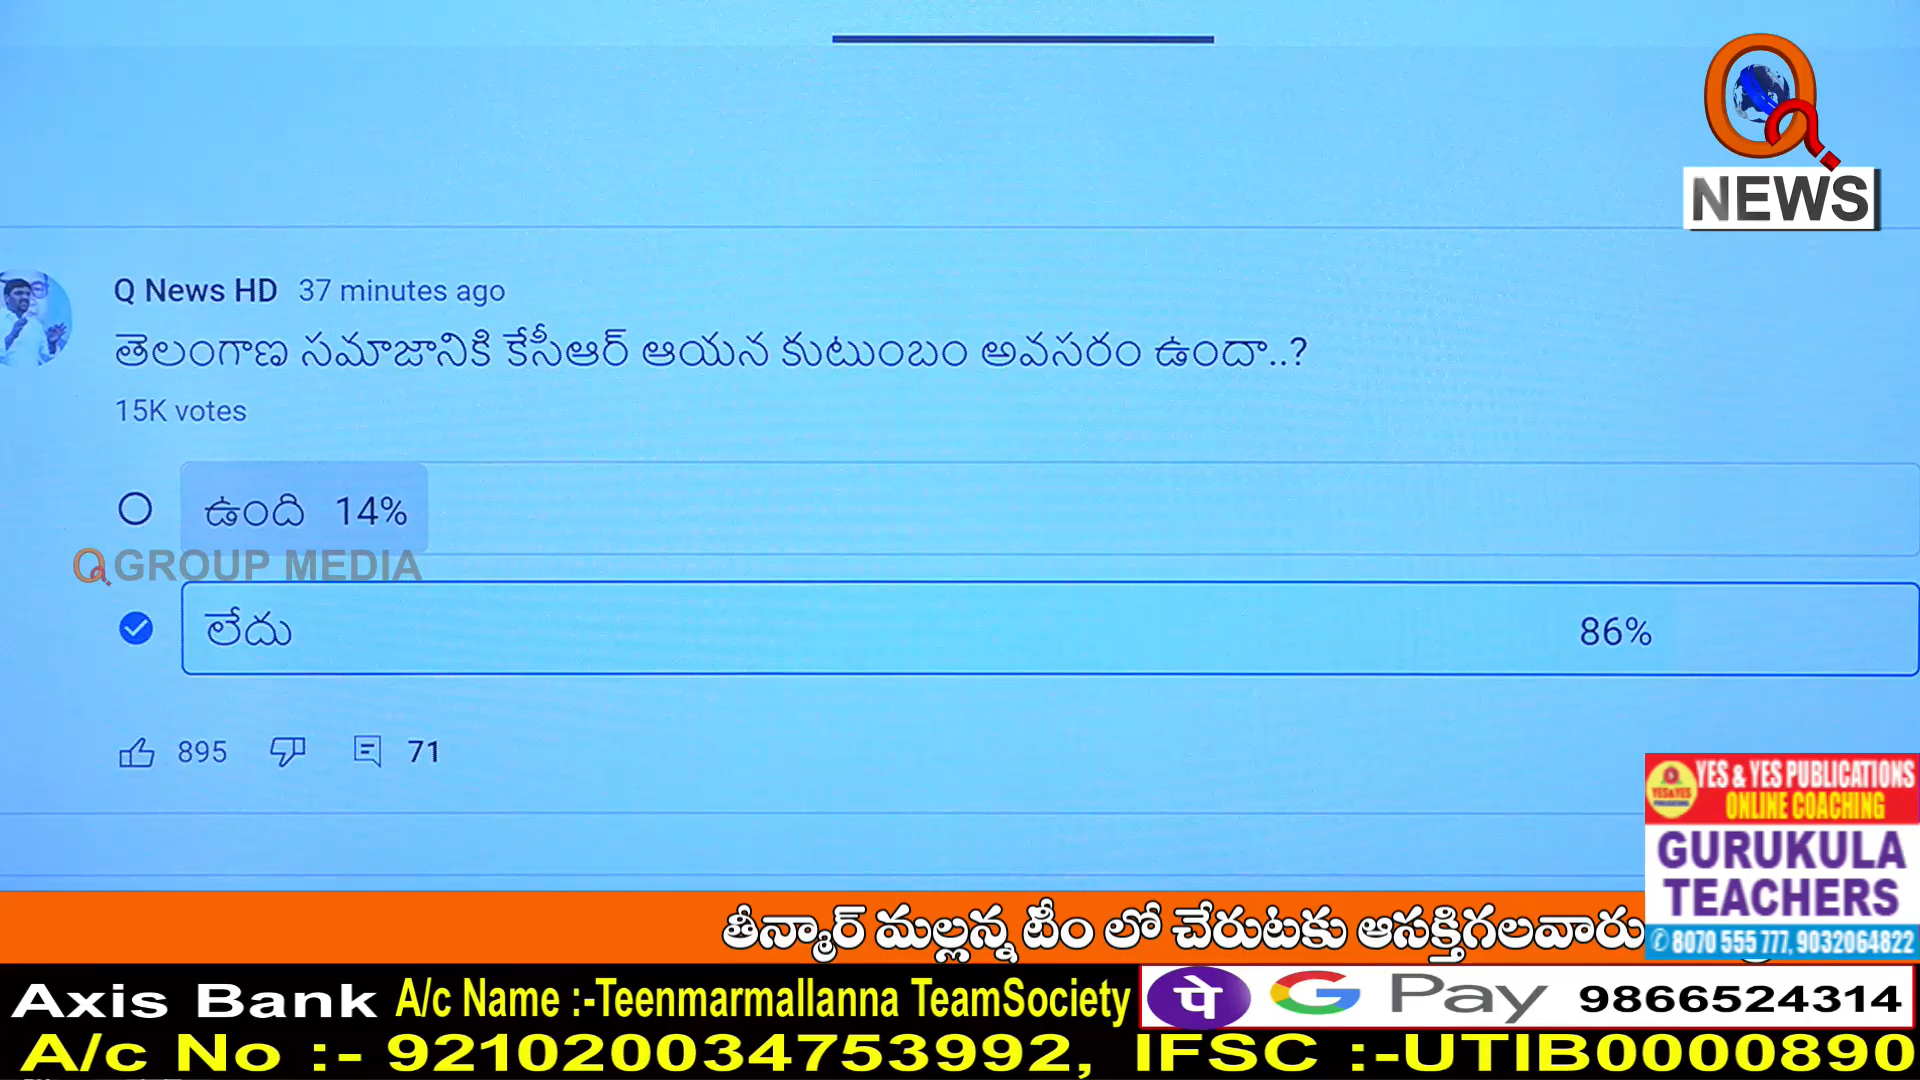 Q NEWS
Q News HD 37 minutes ago
తెలంగాణ సమాజానికి కేసీఆర్ ఆయన కుటుంబం అవసరం ఉందా..?
15K votes
ఉంది 14%
Q GROUP MEDIA
లేదు 86%
895 71
YES & YES PUBLICATIONS
ONLINE COACHING
GURUKULA
TEACHERS
8070 555 777, 9032064822
తీన్మార్ మల్లన్న టీం లో చేరుటకు ఆసక్తిగలవారు
Axis Bank A/c Name :-Teenmarmallanna TeamSociety पे G Pay 9866524314
A/c No :- 921020034753992, IFSC :-UTIB0000890